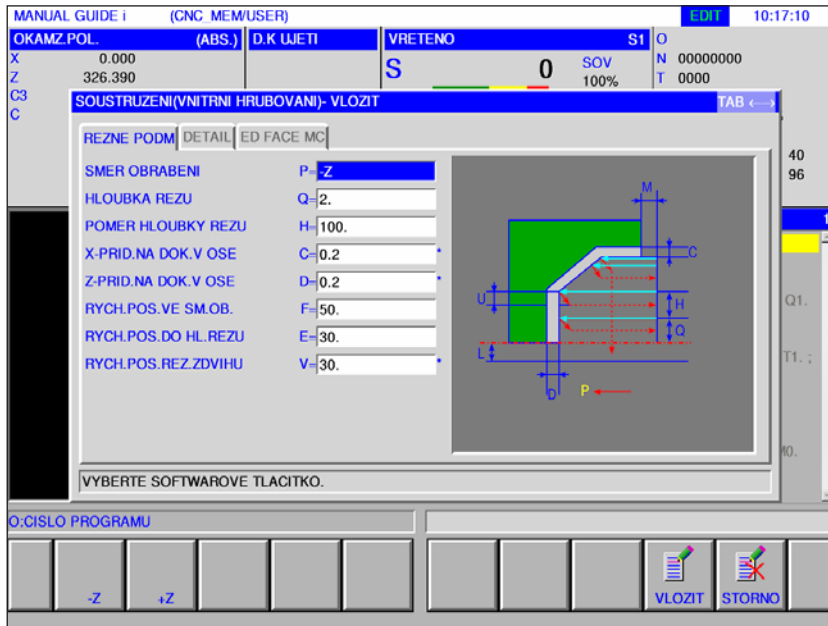 MANUAL GUIDE i (CNC_MEM/USER) EDIT 10:17:10
OKAMZ.POL. (ABS.) D.K UJETI VRETENO S1 O
X 0.000 S 0 SOV N 00000000
Z 326.390 100% T 0000
C3
C
SOUSTRUZENI(VNITRNI HRUBOVANI)- VLOZIT TAB ←→
REZNE PODM DETAIL ED FACE MC
SMER OBRABENI P=-Z
HLOUBKA REZU Q=2.
POMER HLOUBKY REZU H=100.
X-PRID.NA DOK.V OSE C=0.2 *
Z-PRID.NA DOK.V OSE D=0.2 *
RYCH.POS.VE SM.OB. F=50.
RYCH.POS.DO HL.REZU E=30.
RYCH.POS.REZ.ZDVIHU V=30. *
M
C
U
H
Q
L
D
P
40
96
1
Q1.
T1. ;
M0.
VYBERTE SOFTWAROVE TLACITKO.
O:CISLO PROGRAMU
-Z +Z VLOZIT STORNO